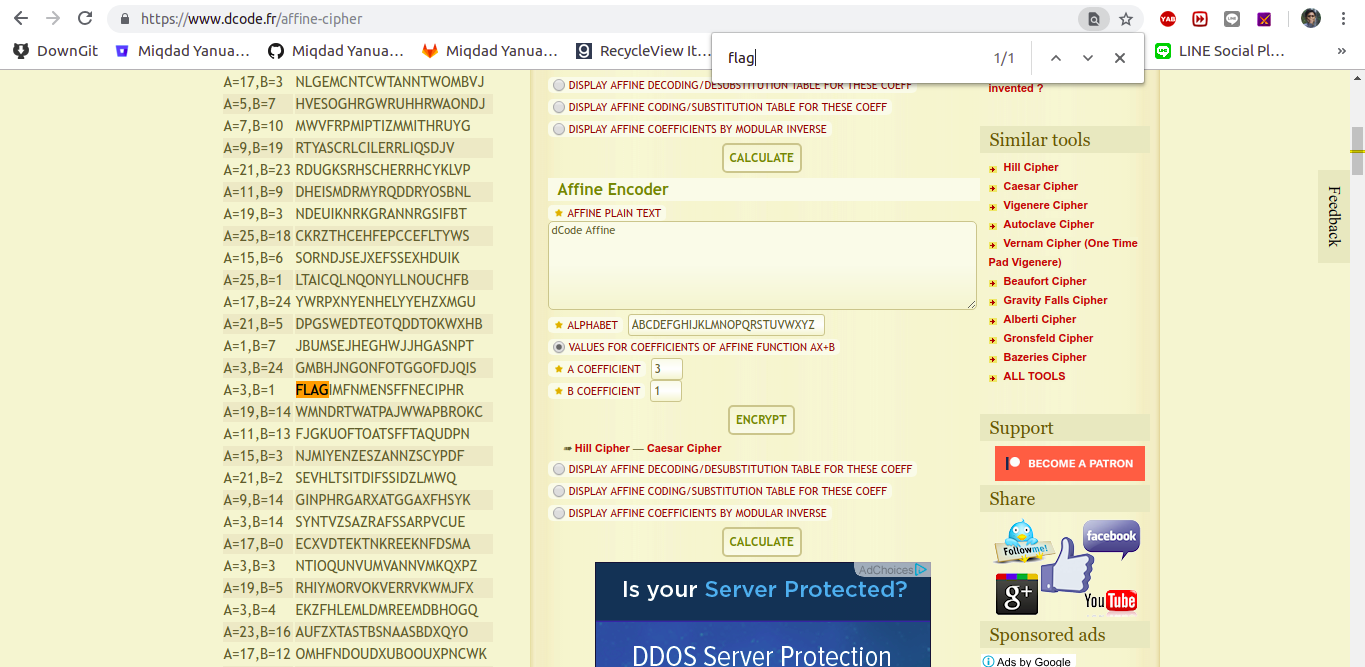 https://www.dcode.fr/affine-cipher
YAB
LINE
DownGit
Miqdad Yanua…
Miqdad Yanua…
Miqdad Yanua…
RecycleView It…
LINE Social Pl…
»
flag
1/1
A=17,B=3 NLGEMCNTCWTANNTWOMBVJ
A=5,B=7 HVESOGHRGWRUHHRWAONDJ
A=7,B=10 MWVFRPMIPTIZMMITHRUYG
A=9,B=19 RTYASCRLCILERRLIQSDJV
A=21,B=23 RDUGKSRHSCHERRHCYKLVP
A=11,B=9 DHEISMDRMYRQDDRYOSBNL
A=19,B=3 NDEUIKNRKGRANNRGSIFBT
A=25,B=18 CKRZTHCEHFEPCCEFLTYWS
A=15,B=6 SORNDJSEJXEFSSEXHDUIK
A=25,B=1 LTAICQLNQONYLLNOUCHFB
A=17,B=24 YWRPXNYENHELYYEHZXMGU
A=21,B=5 DPGSWEDTEOTQDDTOKWXHB
A=1,B=7 JBUMSEJHEGHWJJHGASNPT
A=3,B=24 GMBHJNGONFOTGGOFDJQIS
A=3,B=1 FLAGIMFNMENSFFNECIPHR
A=19,B=14 WMNDRTWATPAJWWAPBROKC
A=11,B=13 FJGKUOFTOATSFFTAQUDPN
A=15,B=3 NJMIYENZESZANNZSCYPDF
A=21,B=2 SEVHLTSITDIFSSIDZLMWQ
A=9,B=14 GINPHRGARXATGGAXFHSYK
A=3,B=14 SYNTVZSAZRAFSSARPVCUE
A=17,B=0 ECXVDTEKTNKREEKNFDSMA
A=3,B=3 NTIOQUNVUMVANNVMKQXPZ
A=19,B=5 RHIYMORVOKVERRVKWMJFX
A=3,B=4 EKZFHLEMLDMREEMDBHOGQ
A=23,B=16 AUFZXTASTBSNAASBDXQYO
A=17,B=12 OMHFNDOUDXUBOOUXPNCWK
DISPLAY AFFINE DECODING/DESUBSTITUTION TABLE FOR THESE COEFF
DISPLAY AFFINE CODING/SUBSTITUTION TABLE FOR THESE COEFF
DISPLAY AFFINE COEFFICIENTS BY MODULAR INVERSE
CALCULATE
Affine Encoder
AFFINE PLAIN TEXT
dCode Affine
ALPHABET ABCDEFGHIJKLMNOPQRSTUVWXYZ
VALUES FOR COEFFICIENTS OF AFFINE FUNCTION AX+B
A COEFFICIENT 3
B COEFFICIENT 1
ENCRYPT
Hill Cipher — Caesar Cipher
DISPLAY AFFINE DECODING/DESUBSTITUTION TABLE FOR THESE COEFF
DISPLAY AFFINE CODING/SUBSTITUTION TABLE FOR THESE COEFF
DISPLAY AFFINE COEFFICIENTS BY MODULAR INVERSE
CALCULATE
AdChoices
Is your Server Protected?
DDOS Server Protection
invented ?
Similar tools
Hill Cipher
Caesar Cipher
Vigenere Cipher
Autoclave Cipher
Vernam Cipher (One Time
Pad Vigenere)
Beaufort Cipher
Gravity Falls Cipher
Alberti Cipher
Gronsfeld Cipher
Bazeries Cipher
ALL TOOLS
Support
BECOME A PATRON
Share
Follow me!
facebook
g+
YouTube
Sponsored ads
Ads by Google
Feedback